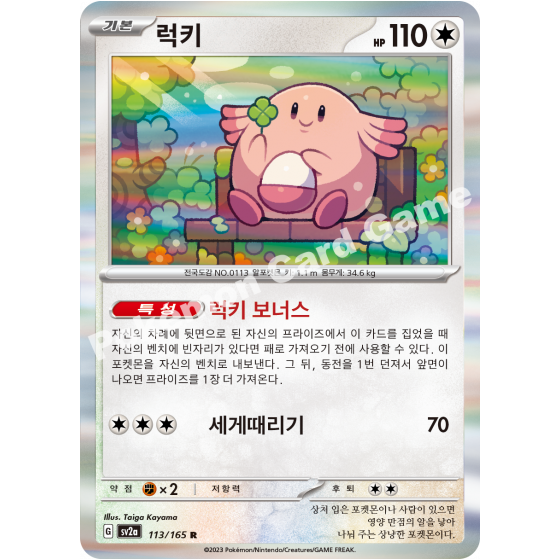 기본 럭키 HP 110
전국도감 NO.0113 알포켓몬 키: 1.1 m 몸무게: 34.6 kg
특성 럭키 보너스
자신의 차례에 뒷면으로 된 자신의 프라이즈에서 이 카드를 집었을 때
자신의 벤치에 빈자리가 있다면 패로 가져오기 전에 사용할 수 있다. 이
포켓몬을 자신의 벤치로 내보낸다. 그 뒤, 동전을 1번 던져서 앞면이
나오면 프라이즈를 1장 더 가져온다.
세게때리기 70
약점 ×2 저항력 후퇴
Illus. Taiga Kayama
G sv2a 113/165 R
상처 입은 포켓몬이나 사람이 있으면
영양 만점의 알을 낳아
나눠 주는 상냥한 포켓몬이다.
©2023 Pokémon/Nintendo/Creatures/GAME FREAK.
Pokémon Card Game